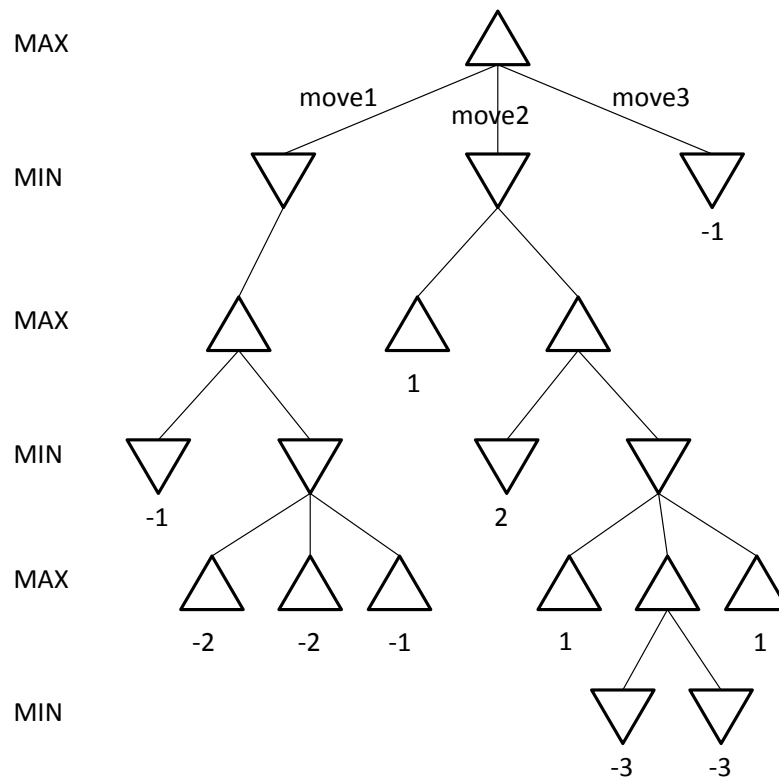 MAX
move1 move2 move3
MIN
-1
MAX
1
MIN
-1 2
MAX
-2 -2 -1 1 1
MIN
-3 -3